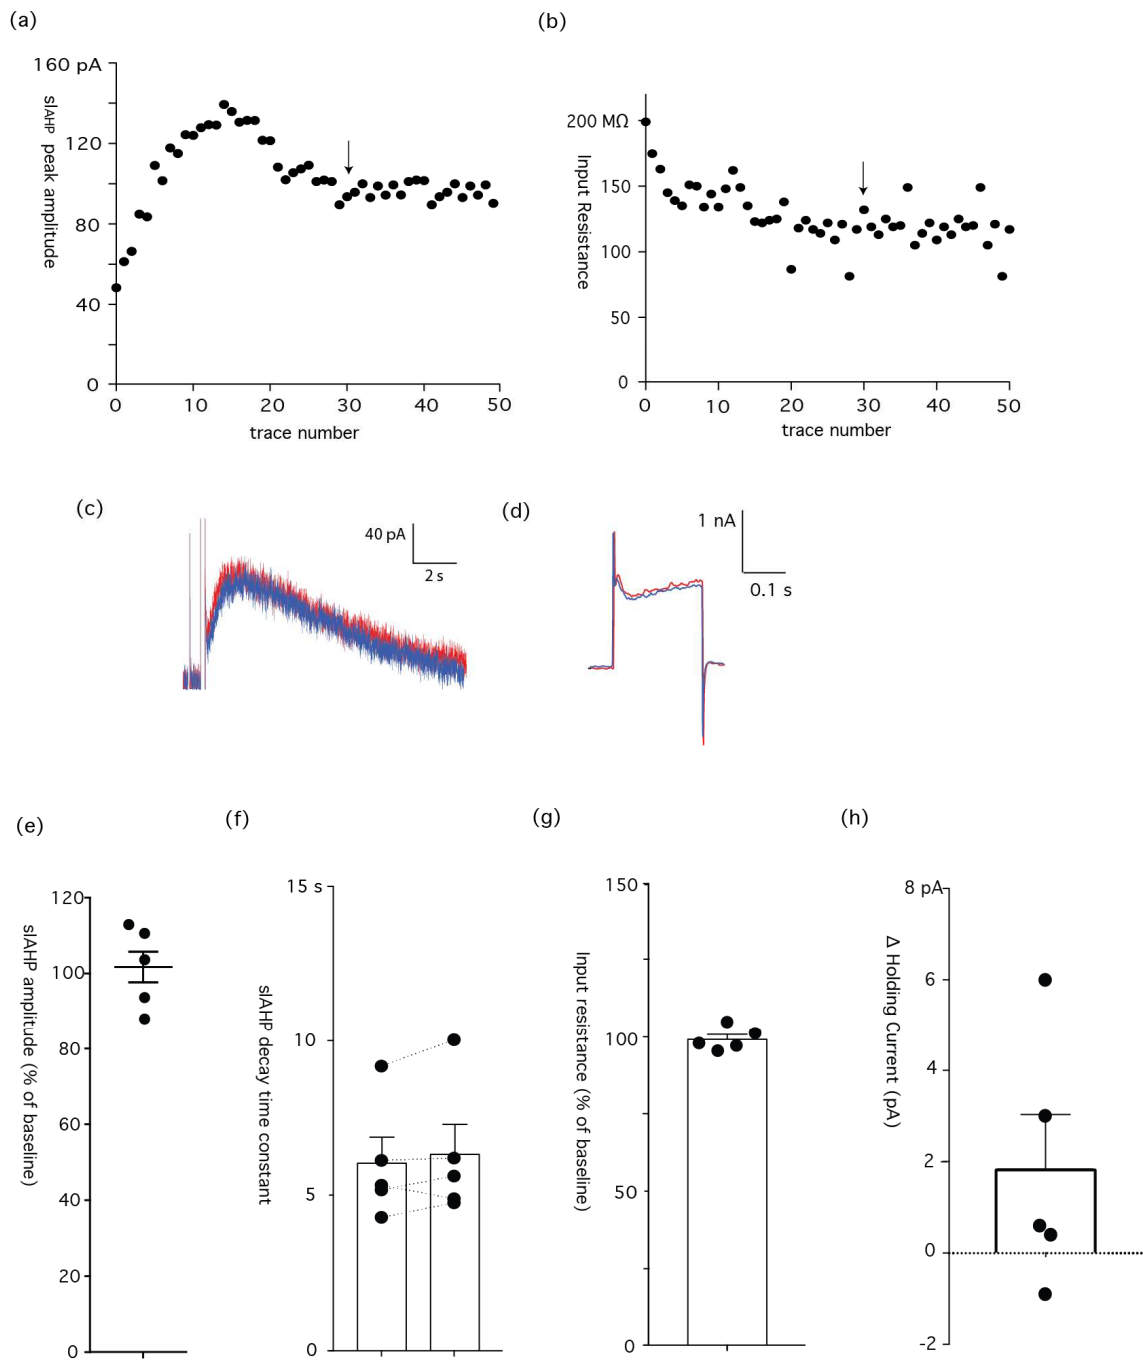 (a)
160 pA
120
80
40
0
sIAHP peak amplitude
0 10 20 30 40 50
trace number
(b)
200 MΩ
150
100
50
0
Input Resistance
0 10 20 30 40 50
trace number
(c)
40 pA
2 s
(d)
1 nA
0.1 s
(e)
120
100
80
60
40
20
0
sIAHP amplitude (% of baseline)
(f)
15 s
10
5
0
sIAHP decay time constant
(g)
150
100
50
0
Input resistance (% of baseline)
(h)
8 pA
6
4
2
0
-2
Δ Holding Current (pA)